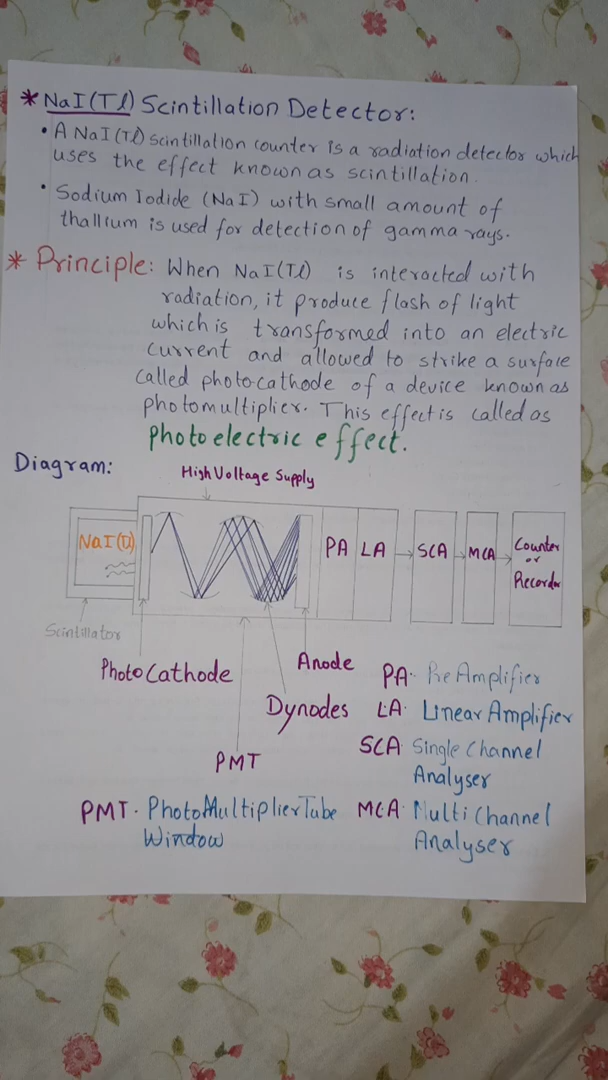 * NaI(Tl) Scintillation Detector:
• A NaI(Tl) scintillation counter is a radiation detector which
uses the effect known as scintillation.
• Sodium Iodide (NaI) with small amount of
thallium is used for detection of gamma rays.
* Principle: When NaI(Tl) is interacted with
radiation, it produce flash of light
which is transformed into an electric
current and allowed to strike a surface
called photocathode of a device known as
photomultiplier. This effect is called as
Photoelectric effect.
Diagram:
High Voltage Supply
NaI(Tl)
PA
LA
SCA
MCA
Counter
or
Recorder
Scintillator
Photo Cathode
Anode
Dynodes
PMT
PA. Pre Amplifier
LA. Linear Amplifier
SCA. Single Channel
Analyser
PMT. PhotoMultiplierTube
Window
MCA. Multi Channel
Analyser